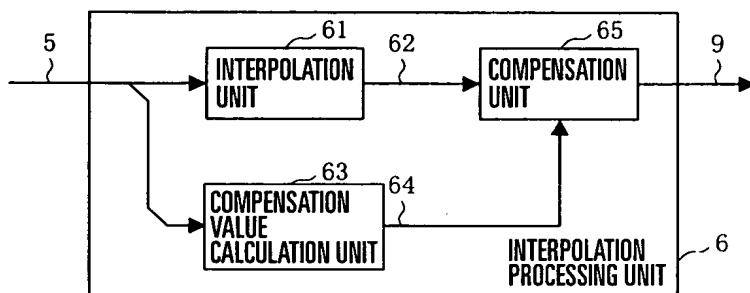 5
61
INTERPOLATION
UNIT
62
65
COMPENSATION
UNIT
9
63
COMPENSATION
VALUE
CALCULATION UNIT
64
INTERPOLATION
PROCESSING UNIT
6